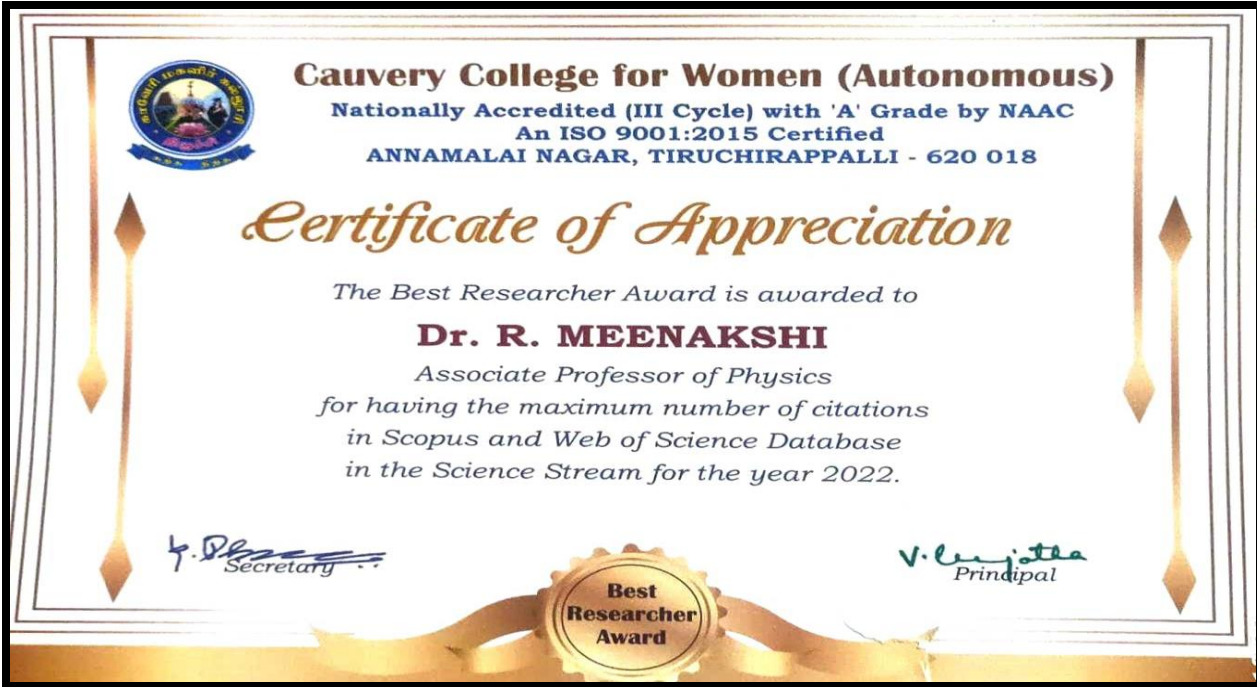 காவேரி மகளிர் கல்லூரி
திருச்சி
Cauvery College for Women (Autonomous)
Nationally Accredited (III Cycle) with 'A' Grade by NAAC
An ISO 9001:2015 Certified
ANNAMALAI NAGAR, TIRUCHIRAPPALLI - 620 018
Certificate of Appreciation
The Best Researcher Award is awarded to
Dr. R. MEENAKSHI
Associate Professor of Physics
for having the maximum number of citations
in Scopus and Web of Science Database
in the Science Stream for the year 2022.
Secretary
Principal
Best
Researcher
Award